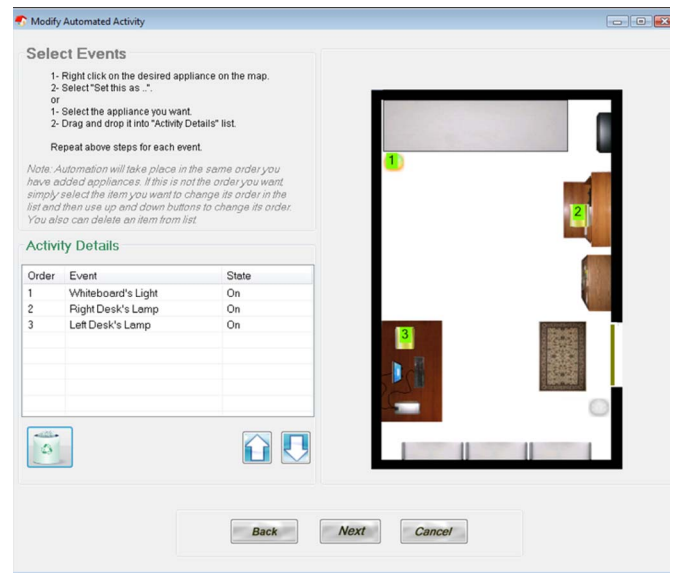 Modify Automated Activity
Select Events
1- Right click on the desired appliance on the map.
2- Select "Set this as ..".
or
1- Select the appliance you want.
2- Drag and drop it into "Activity Details" list.
Repeat above steps for each event.
Note: Automation will take place in the same order you
have added appliances. If this is not the order you want,
simply select the item you want to change its order in the
list and then use up and down buttons to change its order.
You also can delete an item from list.
Activity Details
Order Event State
1 Whiteboard's Light On
2 Right Desk's Lamp On
3 Left Desk's Lamp On
1
2
3
Back Next Cancel